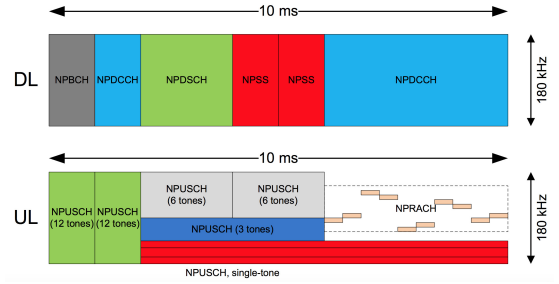 10 ms
DL
NPBCH
NPDCCH
NPDSCH
NPSS
NPSS
NPDCCH
180 kHz
10 ms
UL
NPUSCH
(12 tones)
NPUSCH
(12 tones)
NPUSCH
(6 tones)
NPUSCH
(6 tones)
NPUSCH (3 tones)
NPRACH
180 kHz
NPUSCH, single-tone